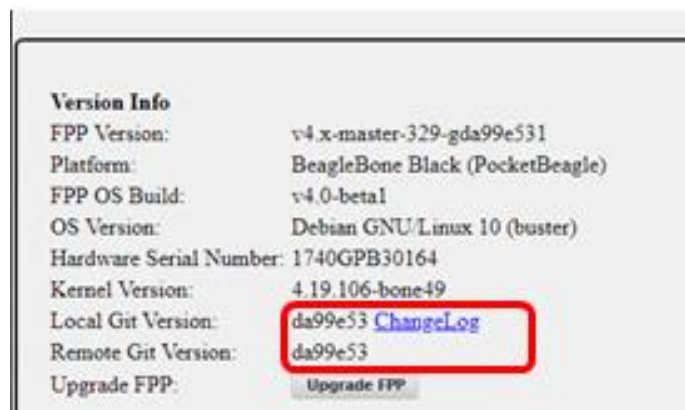 Version Info
FPP Version: v4.x-master-329-gda99e531
Platform: BeagleBone Black (PocketBeagle)
FPP OS Build: v4.0-beta1
OS Version: Debian GNU/Linux 10 (buster)
Hardware Serial Number: 1740GPB30164
Kernel Version: 4.19.106-bone49
Local Git Version: da99e53 ChangeLog
Remote Git Version: da99e53
Upgrade FPP: Upgrade FPP